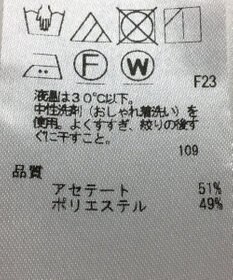 F W
F23
液温は30℃以下。
中性洗剤（おしゃれ着洗い）を
使用。よくすすぎ、絞りの後す
ぐに干すこと。
109
品質
アセテート 51%
ポリエステル 49%